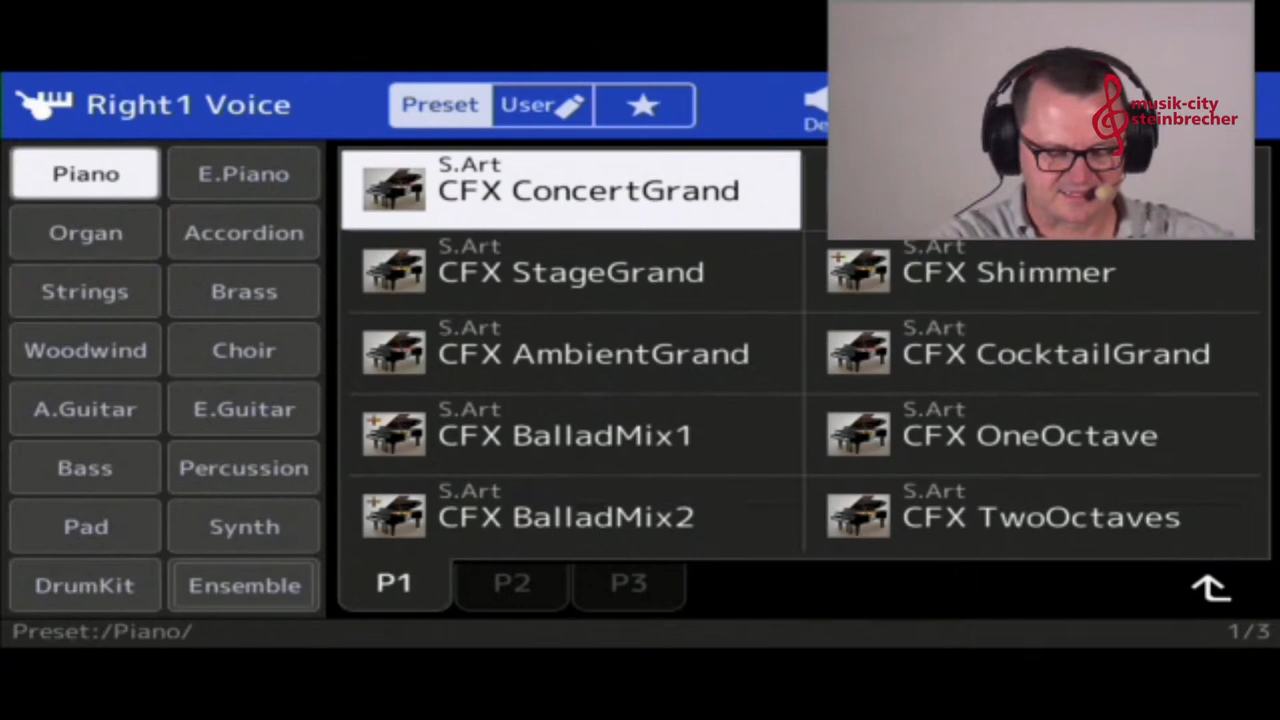 Right1 Voice
Preset
User
De
musik-city
steinbrecher
Piano
E.Piano
Organ
Accordion
Strings
Brass
Woodwind
Choir
A.Guitar
E.Guitar
Bass
Percussion
Pad
Synth
DrumKit
Ensemble
S.Art
CFX ConcertGrand
S.Art
CFX StageGrand
S.Art
CFX Shimmer
S.Art
CFX AmbientGrand
S.Art
CFX CocktailGrand
S.Art
CFX BalladMix1
S.Art
CFX OneOctave
S.Art
CFX BalladMix2
S.Art
CFX TwoOctaves
P1
P2
P3
Preset:/Piano/
1/3